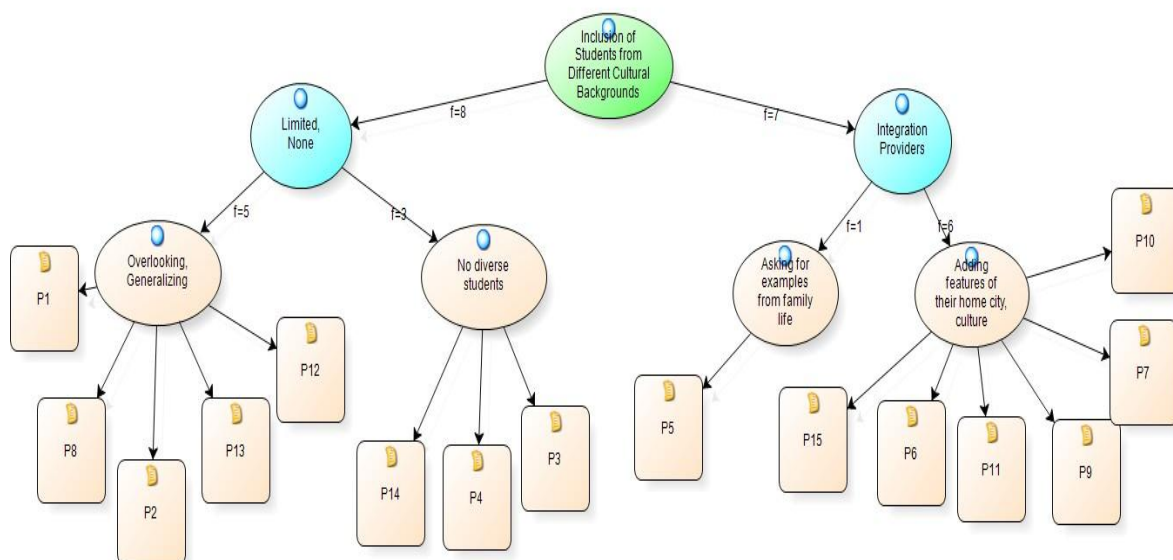 Inclusion of
Students from
Different Cultural
Backgrounds
f=8
f=7
Limited,
None
Integration
Providers
f=5
f=3
f=1
f=6
Overlooking,
Generalizing
No diverse
students
Asking for
examples
from family
life
Adding
features of
their home city,
culture
P10
P1
P12
P7
P8
P13
P2
P14
P4
P3
P5
P15
P6
P11
P9